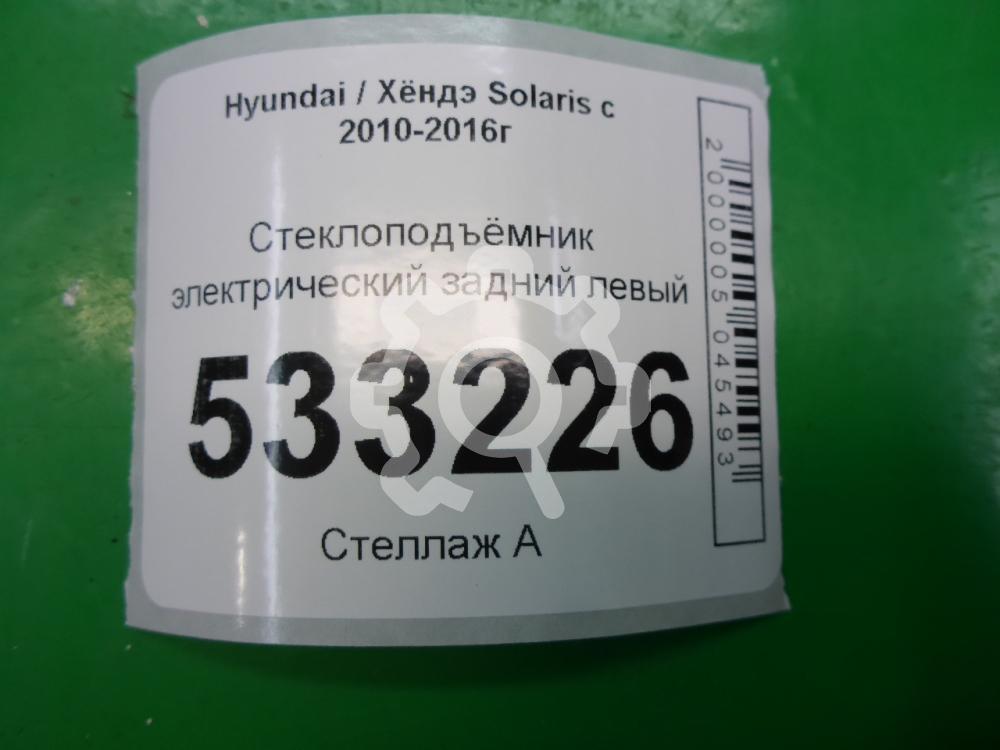 Hyundai / Хёндэ Solaris с
2010-2016г
Стеклоподъёмник
электрический задний левый
533226
Стеллаж А
2000005045493